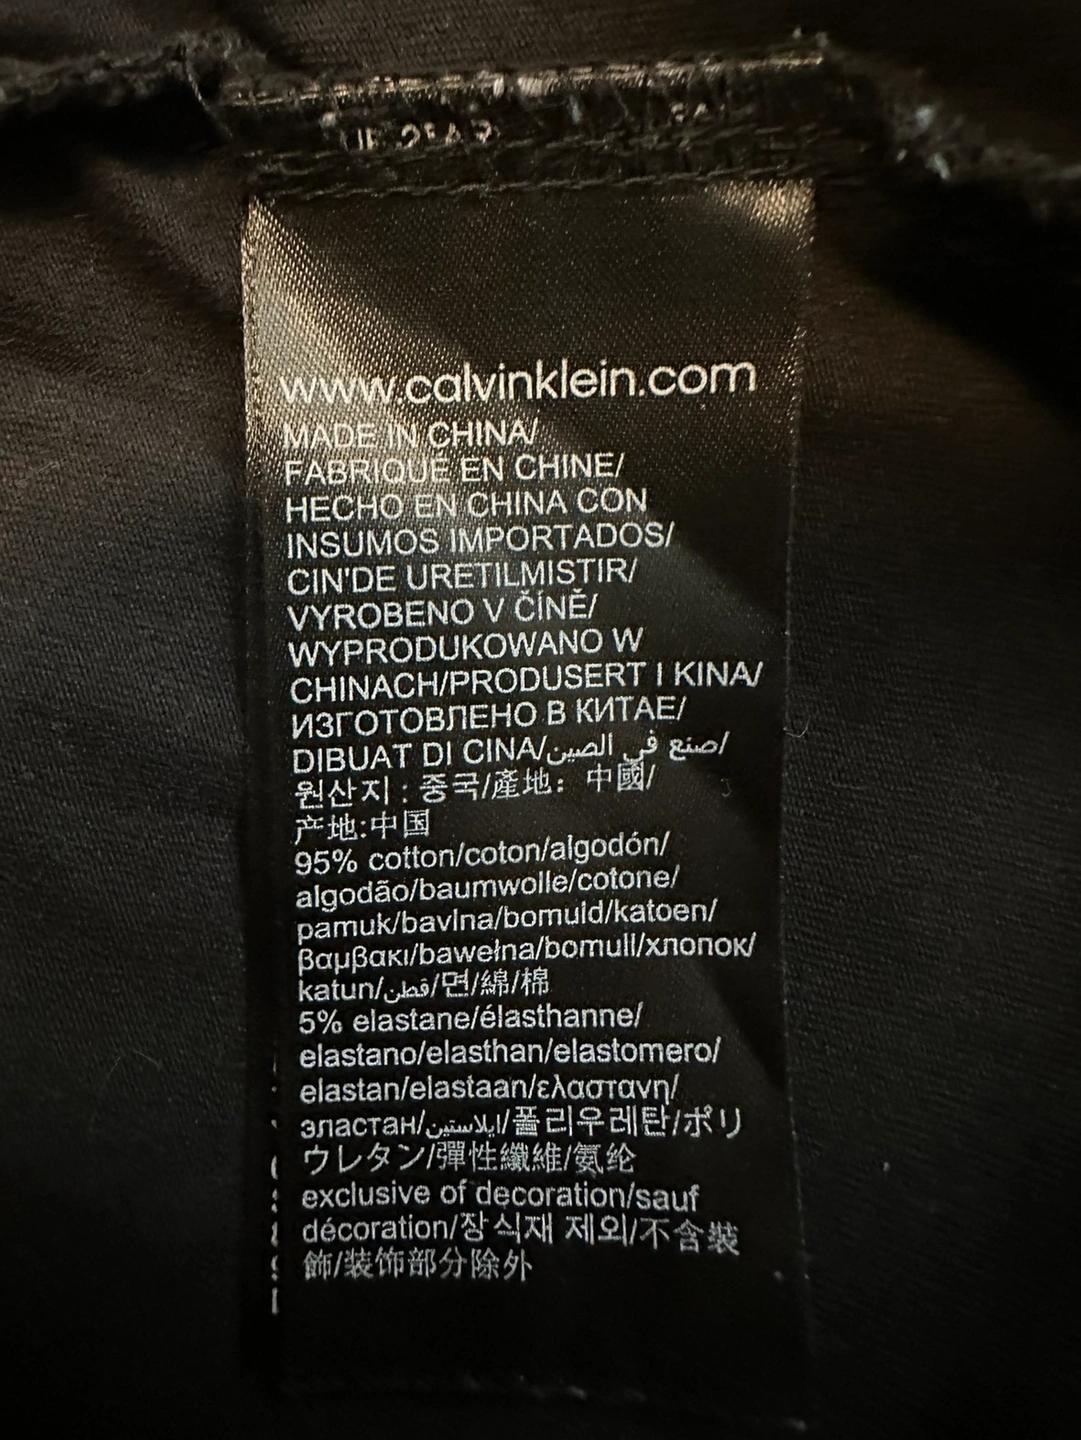 www.calvinklein.com
MADE IN CHINA/
FABRIQUÉ EN CHINE/
HECHO EN CHINA CON
INSUMOS IMPORTADOS/
CIN'DE URETILMISTIR/
VYROBENO V ČÍNĚ/
WYPRODUKOWANO W
CHINACH/PRODUSERT I KINA/
ИЗГОТОВЛЕНО В КИТАЕ/
DIBUAT DI CINA/صنع في الصين/
원산지 : 중국/產地：中國/
产地:中国
95% cotton/coton/algodón/
algodão/baumwolle/cotone/
pamuk/bavlna/bomuld/katoen/
βαμβακι/bawełna/bomull/хлопок/
katun/قطن/면/綿/棉
5% elastane/élasthanne/
elastano/elasthan/elastomero/
elastan/elastaan/ελαστανη/
эластан/ايلاستين/폴리우레탄/ポリ
ウレタン/彈性纖維/氨纶
exclusive of decoration/sauf
décoration/장식재 제외/不含裝
飾/装饰部分除外